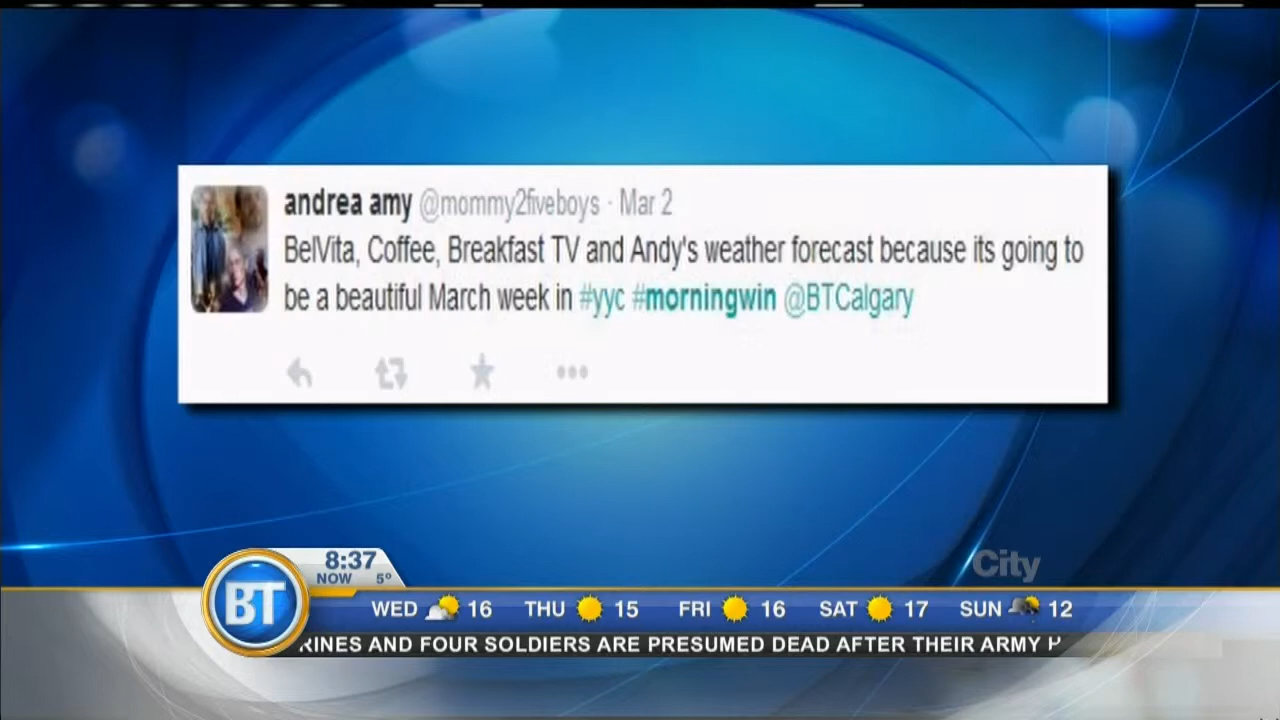 andrea amy @mommy2fiveboys · Mar 2
BelVita, Coffee, Breakfast TV and Andy's weather forecast because its going to
be a beautiful March week in #yyc #morningwin @BTCalgary
City
8:37
NOW 5°
BT
WED 16 THU 15 FRI 16 SAT 17 SUN 12
RINES AND FOUR SOLDIERS ARE PRESUMED DEAD AFTER THEIR ARMY